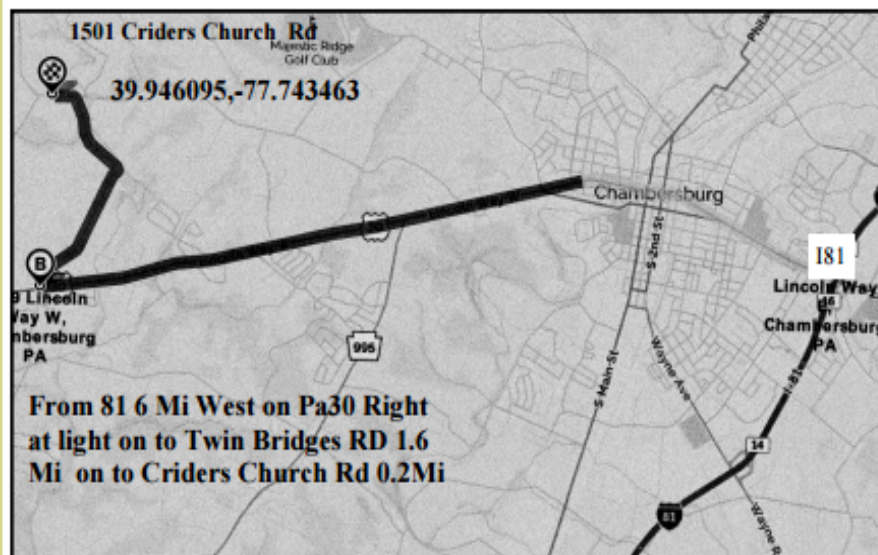 1501 Criders Church Rd
Majestic Ridge
Golf Club
39.946095,-77.743463
Chambersburg
S 2nd St
I81
Lincoln Way
16
Chambersburg
PA
B
Lincoln
Way W,
PA
995
S Main St
Wayne Ave
I-81
14
81
From 81 6 Mi West on Pa30 Right
at light on to Twin Bridges RD 1.6
Mi on to Criders Church Rd 0.2Mi